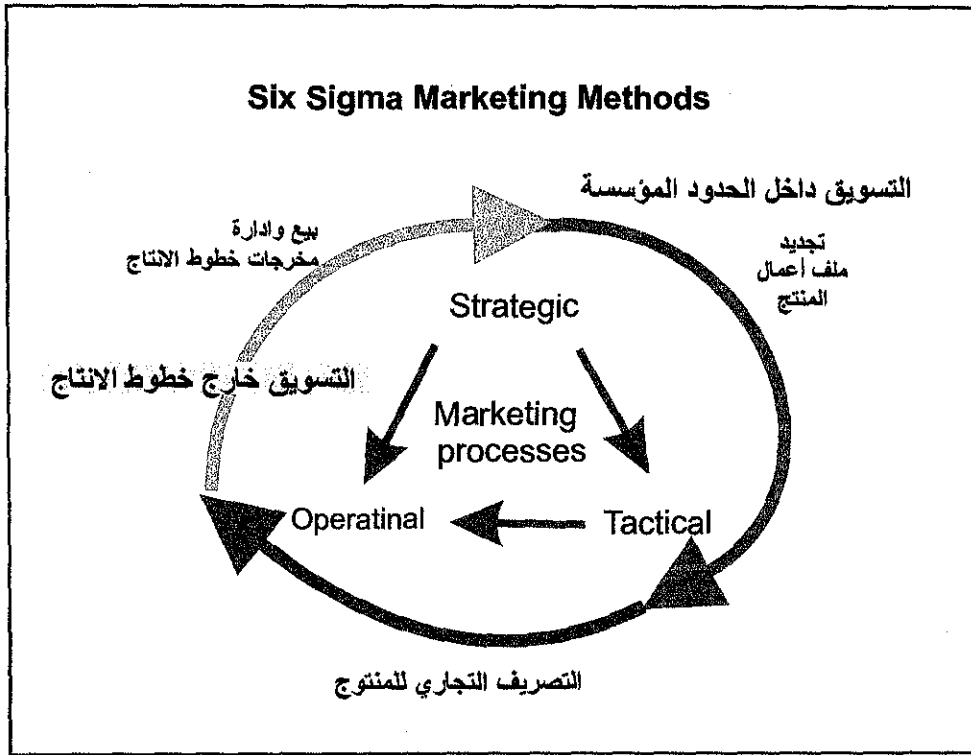 Six Sigma Marketing Methods
التسويق داخل الحدود المؤسسة
بيع وادارة
مخرجات خطوط الانتاج
تجديد
ملف أعمال
المنتج
Strategic
التسويق خارج خطوط الانتاج
Marketing
processes
Operatinal
Tactical
التصريف التجاري للمنتوج